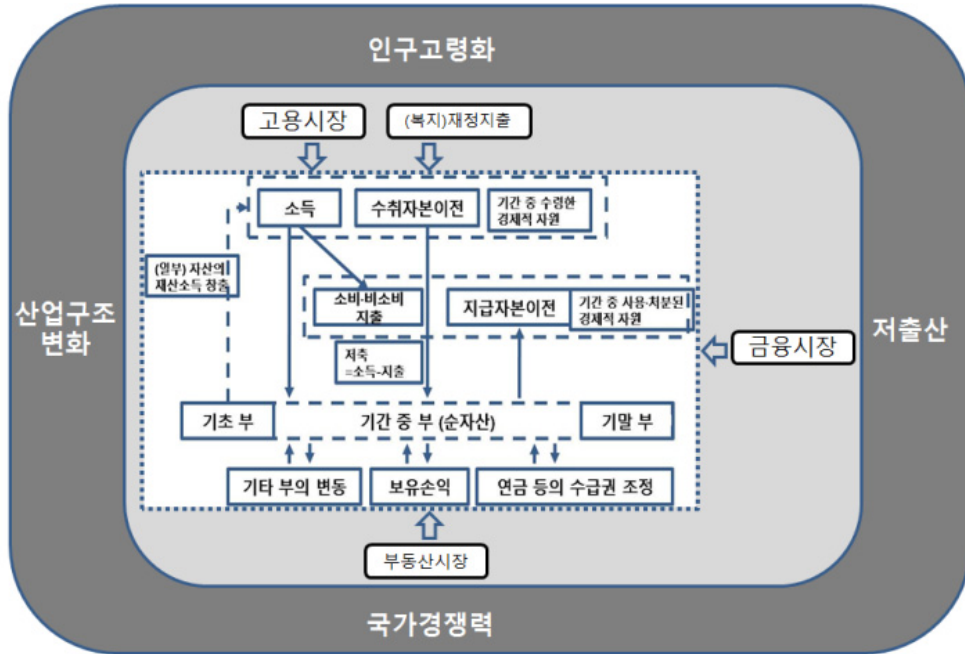 인구고령화
고용시장
(복지)재정지출
소득
수취자본이전
기간 중 수령한
경제적 자원
(일부) 자산의
재산소득 창출
소비·비소비
지출
지급자본이전
기간 중 사용·처분된
경제적 자원
산업구조
변화
저축
=소득-지출
금융시장
저출산
기초 부
기간 중 부 (순자산)
기말 부
기타 부의 변동
보유손익
연금 등의 수급권 조정
부동산시장
국가경쟁력